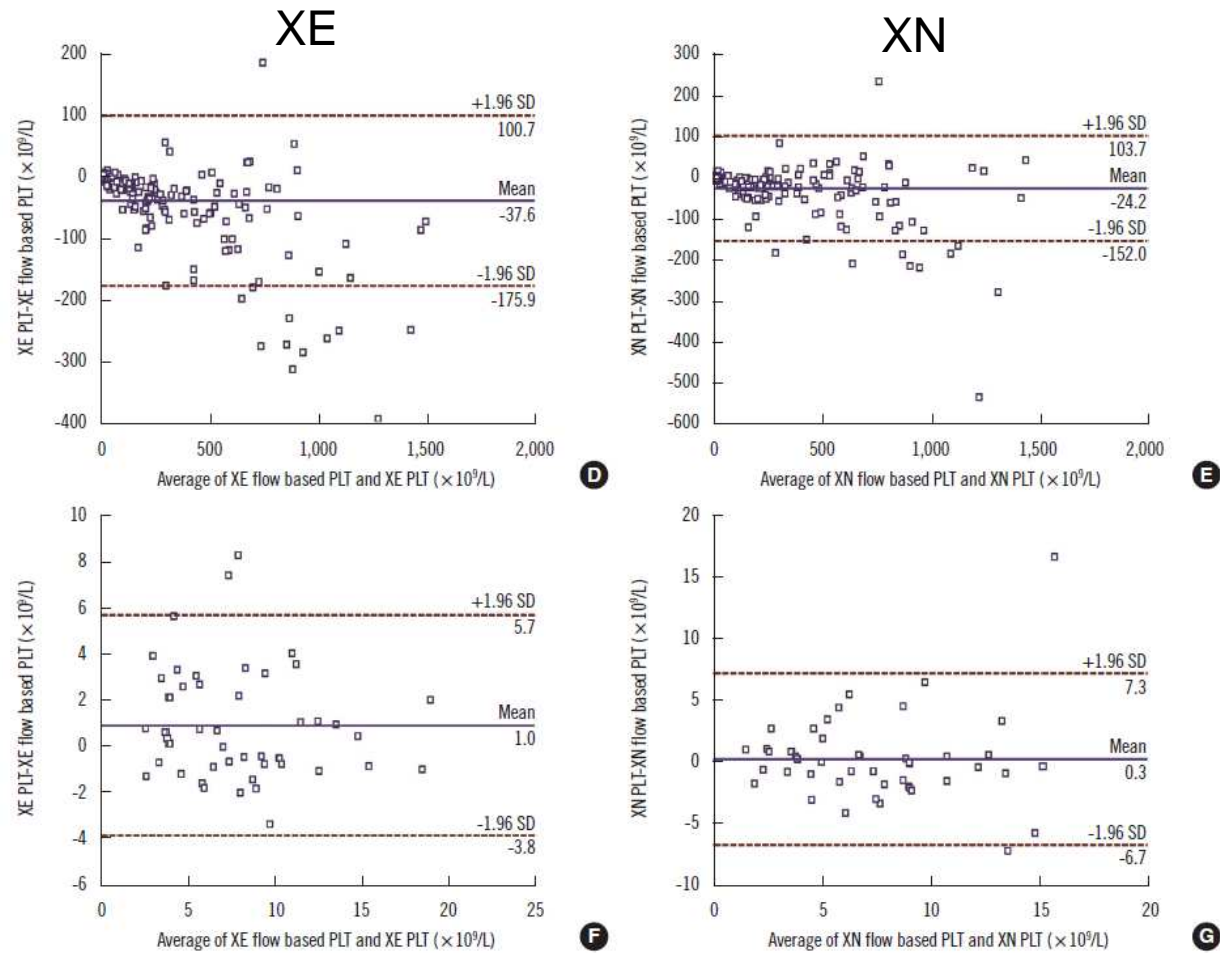 XE
XN
200
100
0
-100
-200
-300
-400
XE PLT-XE flow based PLT (×10⁹/L)
+1.96 SD
100.7
Mean
-37.6
-1.96 SD
-175.9
0 500 1,000 1,500 2,000
Average of XE flow based PLT and XE PLT (×10⁹/L)
D
300
200
100
0
-100
-200
-300
-400
-500
-600
XN PLT-XN flow based PLT (×10⁹/L)
+1.96 SD
103.7
Mean
-24.2
-1.96 SD
-152.0
0 500 1,000 1,500 2,000
Average of XN flow based PLT and XN PLT (×10⁹/L)
E
10
8
6
4
2
0
-2
-4
-6
XE PLT-XE flow based PLT (×10⁹/L)
+1.96 SD
5.7
Mean
1.0
-1.96 SD
-3.8
0 5 10 15 20 25
Average of XE flow based PLT and XE PLT (×10⁹/L)
F
20
15
10
5
0
-5
-10
XN PLT-XN flow based PLT (×10⁹/L)
+1.96 SD
7.3
Mean
0.3
-1.96 SD
-6.7
0 5 10 15 20
Average of XN flow based PLT and XN PLT (×10⁹/L)
G